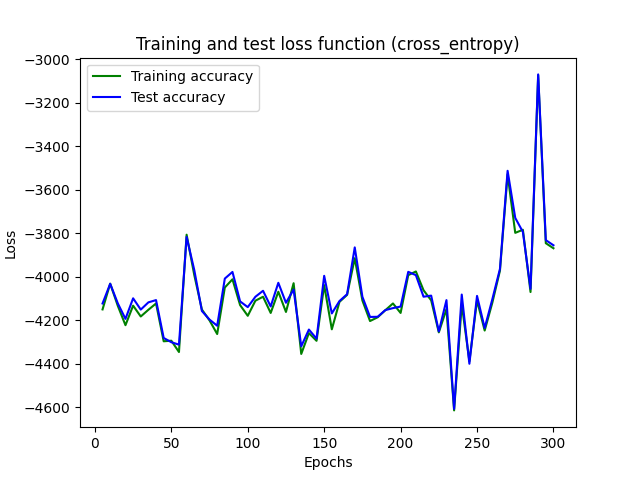 Training and test loss function (cross_entropy)
−3000
−3200
−3400
−3600
−3800
−4000
−4200
−4400
−4600
Loss
Training accuracy
Test accuracy
0 50 100 150 200 250 300
Epochs